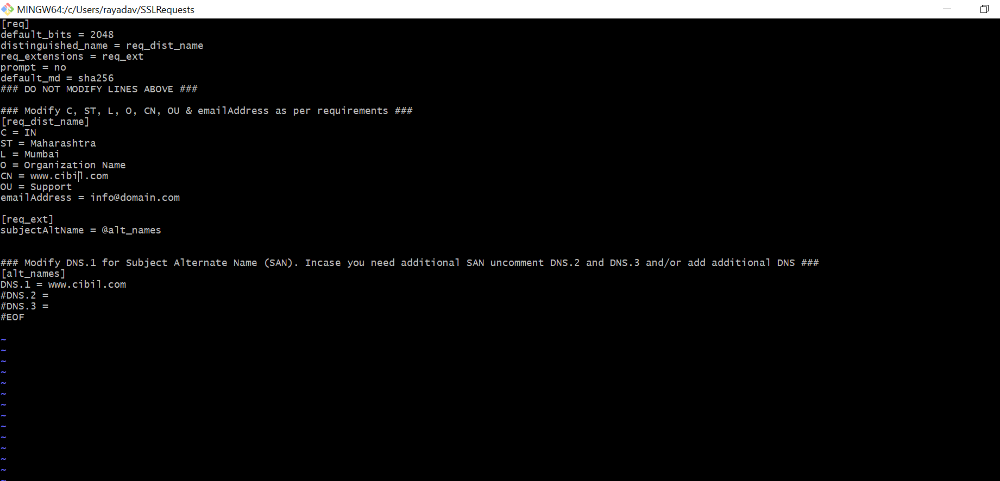 MINGW64:/c/Users/rayadav/SSLRequests
[req]
default_bits = 2048
distinguished_name = req_dist_name
req_extensions = req_ext
prompt = no
default_md = sha256
### DO NOT MODIFY LINES ABOVE ###
### Modify C, ST, L, O, CN, OU & emailAddress as per requirements ###
[req_dist_name]
C = IN
ST = Maharashtra
L = Mumbai
O = Organization Name
CN = www.cibil.com
OU = Support
emailAddress = info@domain.com
[req_ext]
subjectAltName = @alt_names
### Modify DNS.1 for Subject Alternate Name (SAN). Incase you need additional SAN uncomment DNS.2 and DNS.3 and/or add additional DNS ###
[alt_names]
DNS.1 = www.cibil.com
#DNS.2 =
#DNS.3 =
#EOF
~
~
~
~
~
~
~
~
~
~
~
~
~
~